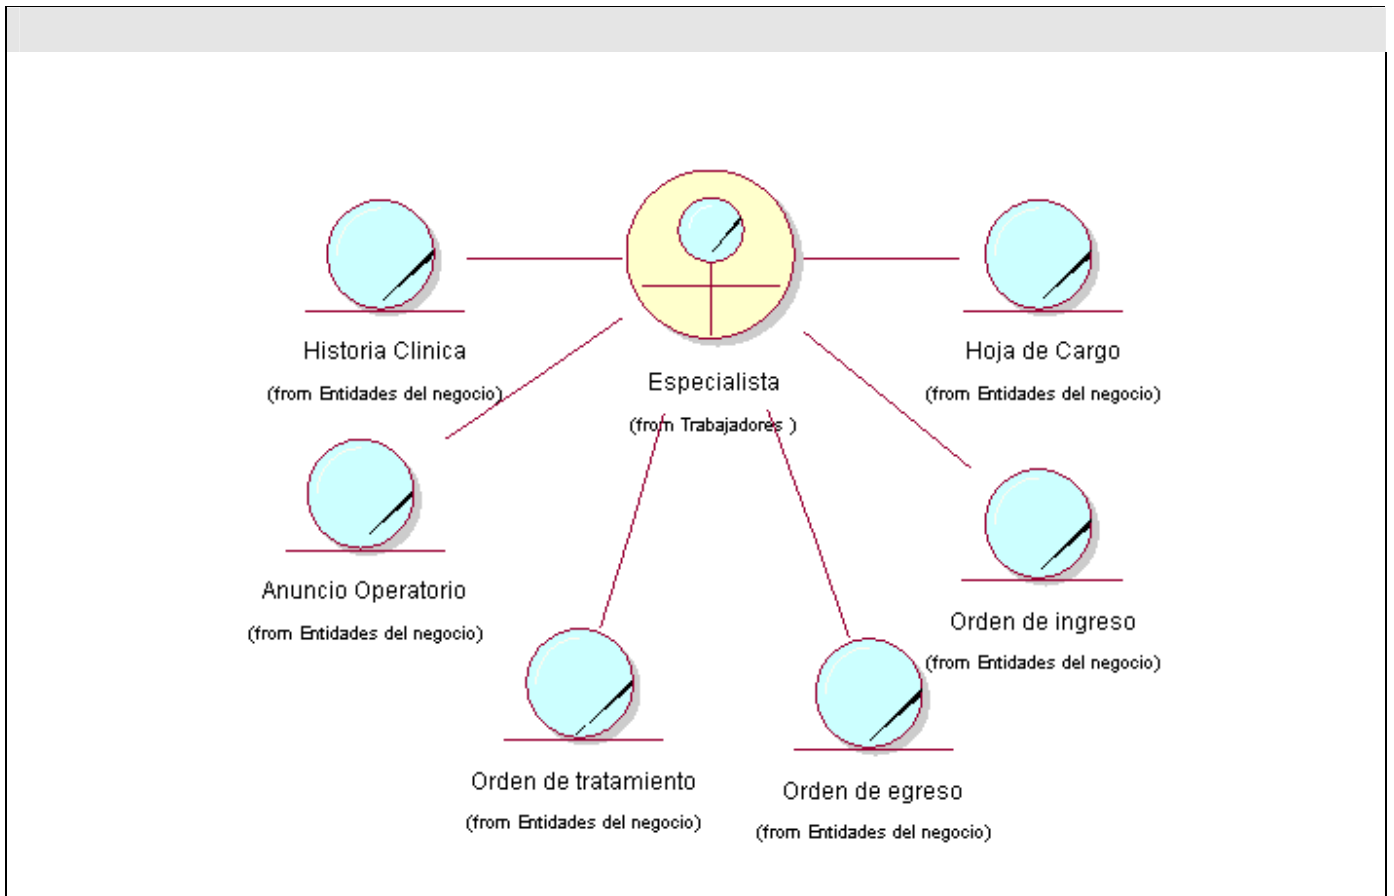 Historia Clinica
(from Entidades del negocio)
Especialista
(from Trabajadores )
Hoja de Cargo
(from Entidades del negocio)
Anuncio Operatorio
(from Entidades del negocio)
Orden de ingreso
(from Entidades del negocio)
Orden de tratamiento
(from Entidades del negocio)
Orden de egreso
(from Entidades del negocio)